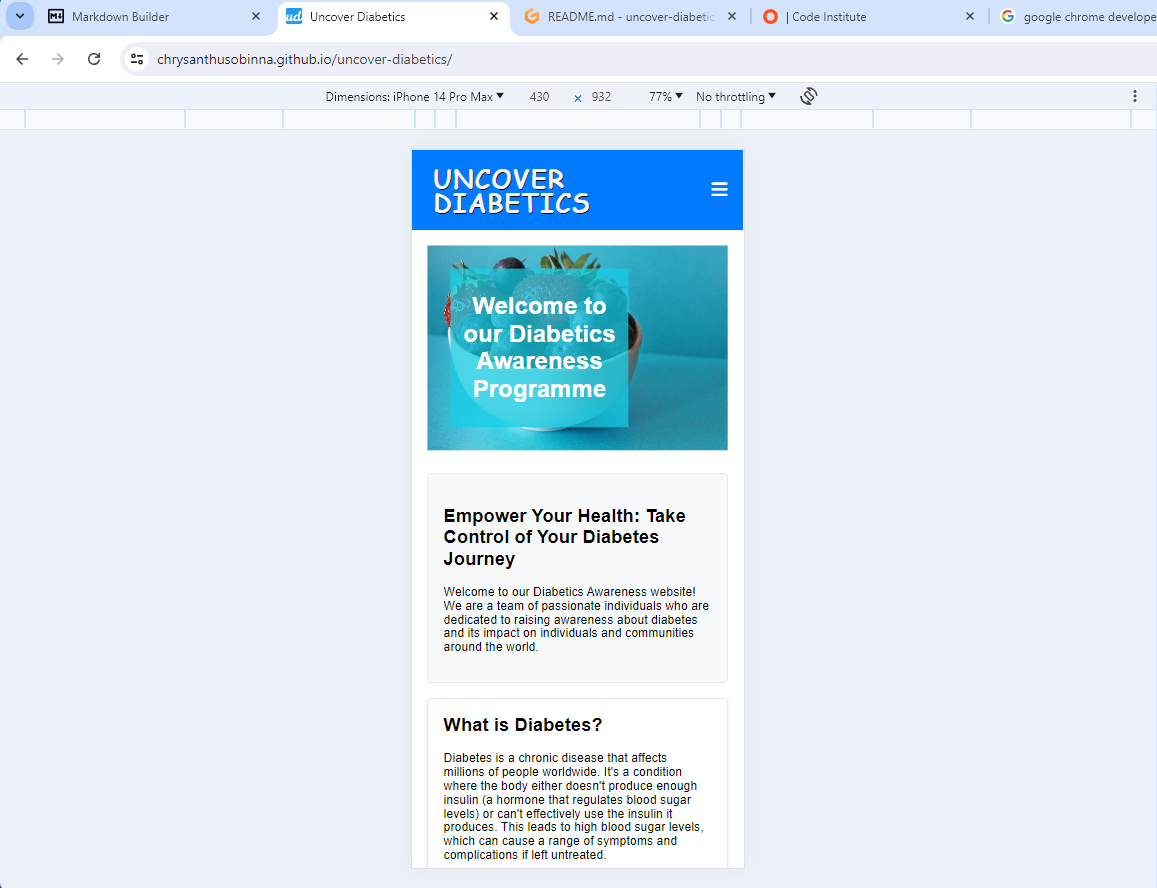 Markdown Builder
ud Uncover Diabetics
README.md - uncover-diabetic
| Code Institute
google chrome develope
chrysanthusobinna.github.io/uncover-diabetics/
Dimensions: iPhone 14 Pro Max 430 × 932 77% No throttling
UNCOVER
DIABETICS
Welcome to
our Diabetics
Awareness
Programme
Empower Your Health: Take
Control of Your Diabetes
Journey
Welcome to our Diabetics Awareness website!
We are a team of passionate individuals who are
dedicated to raising awareness about diabetes
and its impact on individuals and communities
around the world.
What is Diabetes?
Diabetes is a chronic disease that affects
millions of people worldwide. It's a condition
where the body either doesn't produce enough
insulin (a hormone that regulates blood sugar
levels) or can't effectively use the insulin it
produces. This leads to high blood sugar levels,
which can cause a range of symptoms and
complications if left untreated.